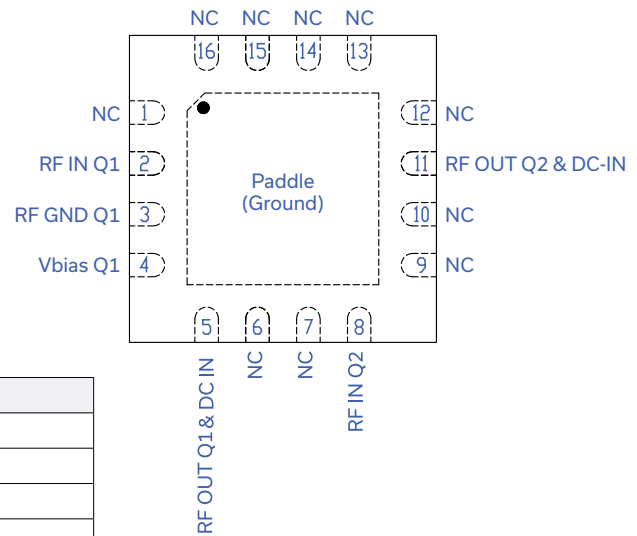 NC NC NC NC
16 15 14 13
NC 1
12 NC
RF IN Q1 2
11 RF OUT Q2 & DC-IN
RF GND Q1 3
10 NC
Vbias Q1 4
9 NC
Paddle
(Ground)
5 6 7 8
RF OUT Q1 & DC IN
NC
NC
RF IN Q2